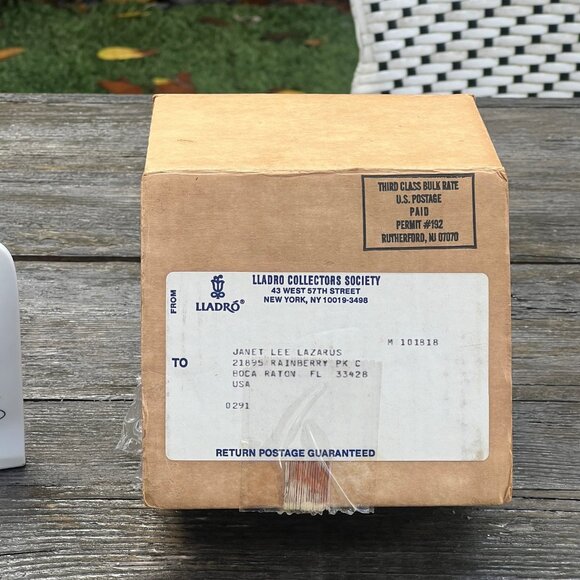 THIRD CLASS BULK RATE
U.S. POSTAGE
PAID
PERMIT #192
RUTHERFORD, NJ 07070
FROM
LLADRÓ®
LLADRO COLLECTORS SOCIETY
43 WEST 57TH STREET
NEW YORK, NY 10019-3498
M 101818
TO
JANET LEE LAZARUS
21895 RAINBERRY PK C
BOCA RATON FL 33428
USA
0291
RETURN POSTAGE GUARANTEED